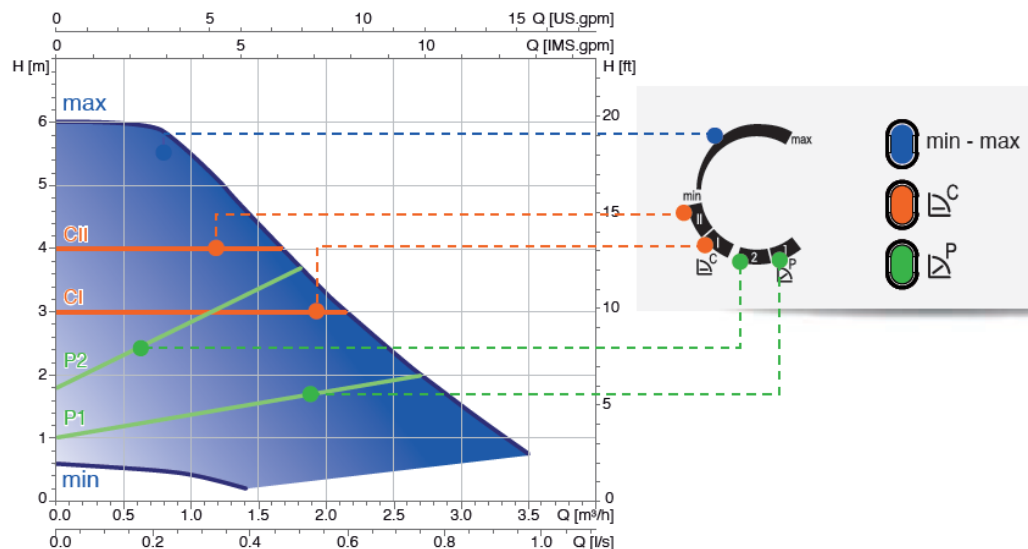 0 5 10 15 Q [US.gpm]
0 5 10 Q [IMS.gpm]
H [m] H [ft]
max
6 20
5
15
CII
4
CI
3 10
P2
2
5
P1
1
min
0 0
0.0 0.5 1.0 1.5 2.0 2.5 3.0 3.5 Q [m³/h]
0.0 0.2 0.4 0.6 0.8 1.0 Q [l/s]
max
min
II
I
2
1
C
P
min - max
C
P